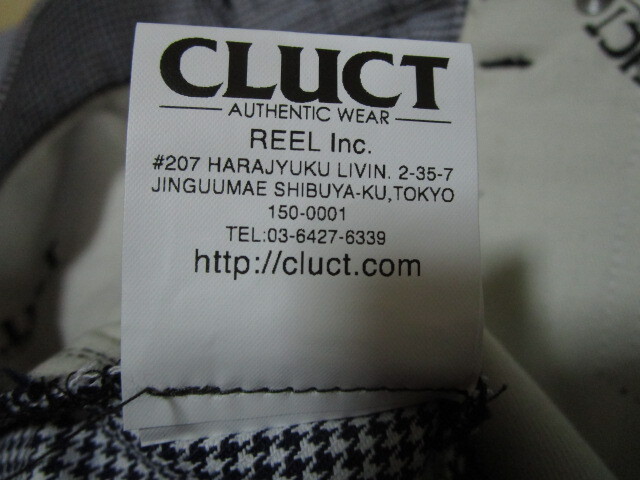 CLUCT
AUTHENTIC WEAR
REEL Inc.
#207 HARAJYUKU LIVIN. 2-35-7
JINGUUMAE SHIBUYA-KU,TOKYO
150-0001
TEL:03-6427-6339
http://cluct.com